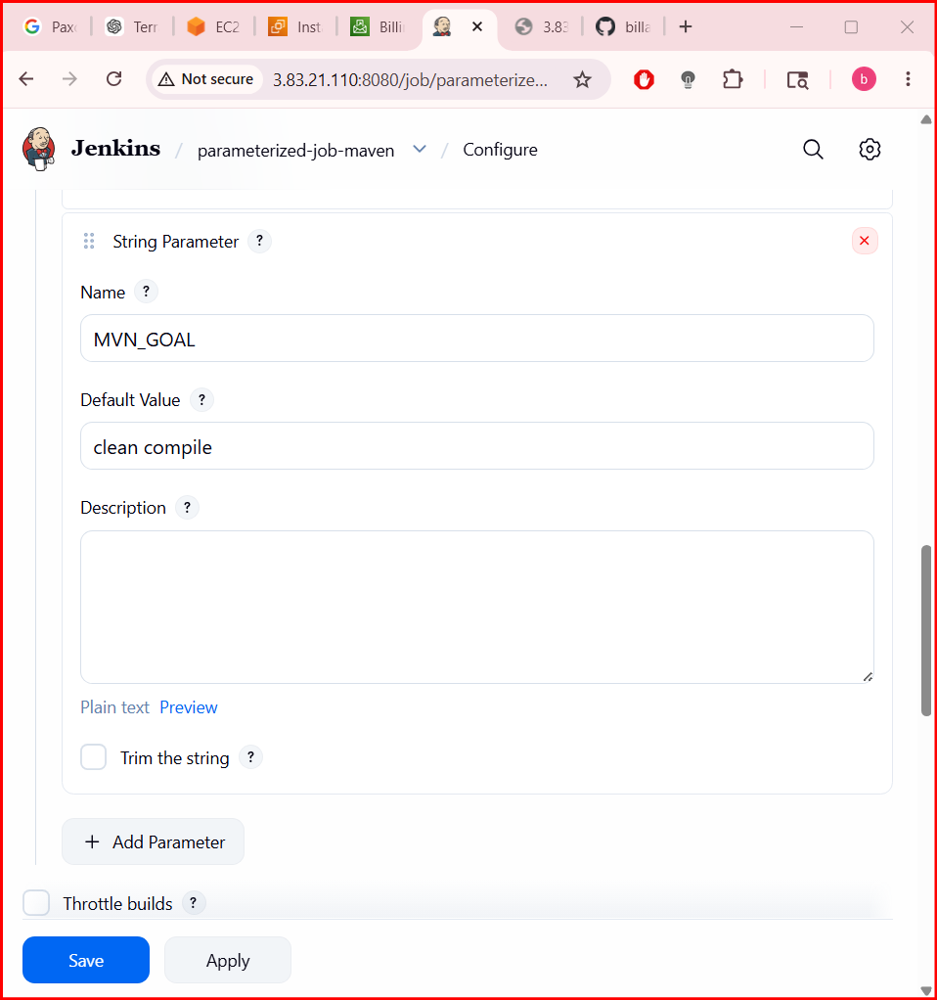 Pax
Terr
EC2
Inst
Billi
3.83
billa
Not secure 3.83.21.110:8080/job/parameterize...
b
Jenkins / parameterized-job-maven / Configure
String Parameter ?
Name ?
MVN_GOAL
Default Value ?
clean compile
Description ?
Plain text Preview
Trim the string ?
+ Add Parameter
Throttle builds ?
Save Apply